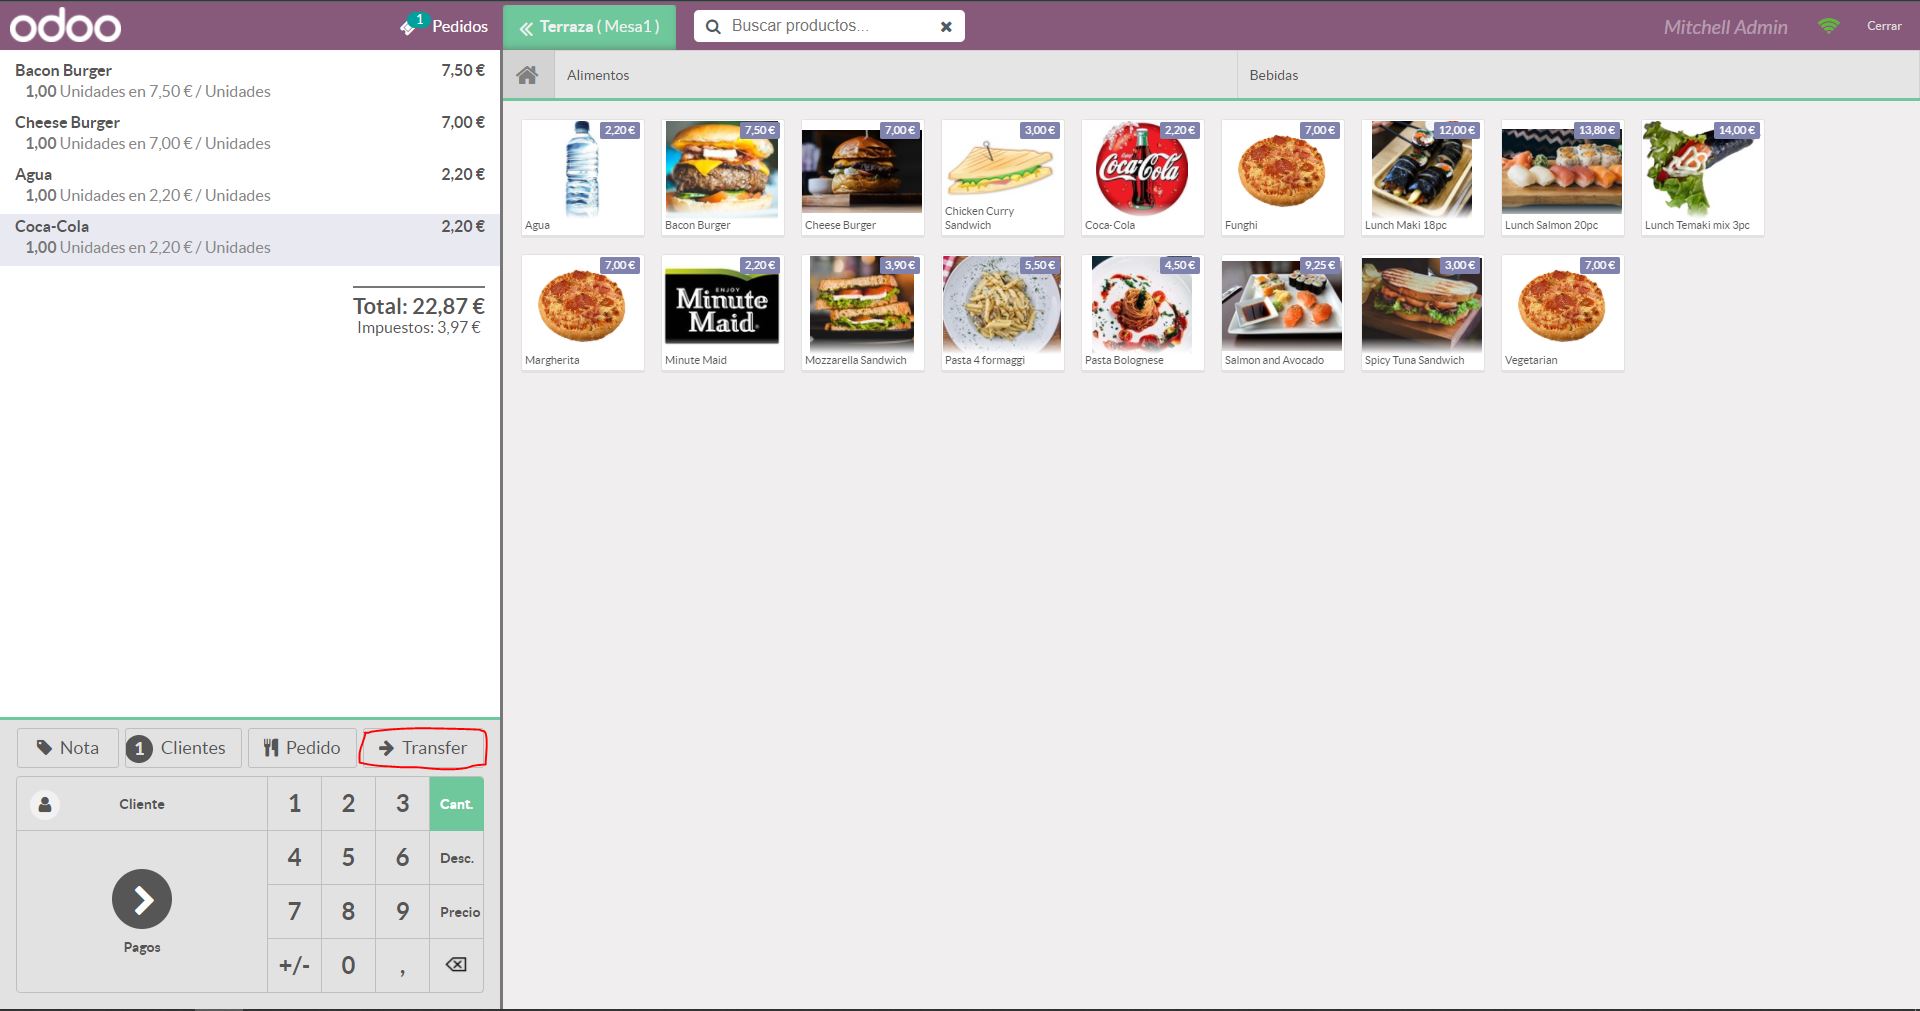 odoo
1 Pedidos
Terraza ( Mesa1 )
Buscar productos...
Mitchell Admin
Cerrar
Bacon Burger 7,50 €
1,00 Unidades en 7,50 € / Unidades
Cheese Burger 7,00 €
1,00 Unidades en 7,00 € / Unidades
Agua 2,20 €
1,00 Unidades en 2,20 € / Unidades
Coca-Cola 2,20 €
1,00 Unidades en 2,20 € / Unidades
Total: 22,87 €
Impuestos: 3,97 €
Nota
1 Clientes
Pedido
Transfer
Cliente
1 2 3 Cant.
4 5 6 Desc.
7 8 9 Precio
+/- 0 ,
Pagos
Alimentos
Bebidas
2,20 €
Agua
7,50 €
Bacon Burger
7,00 €
Cheese Burger
3,00 €
Chicken Curry
Sandwich
2,20 €
Enjoy
Coca-Cola
Coca-Cola
7,00 €
Funghi
12,00 €
Lunch Maki 18pc
13,80 €
Lunch Salmon 20pc
14,00 €
Lunch Temaki mix 3pc
7,00 €
Margherita
2,20 €
ENJOY
Minute
Maid
Minute Maid
3,90 €
Mozzarella Sandwich
5,50 €
Pasta 4 formaggi
4,50 €
Pasta Bolognese
9,25 €
Salmon and Avocado
3,00 €
Spicy Tuna Sandwich
7,00 €
Vegetarian